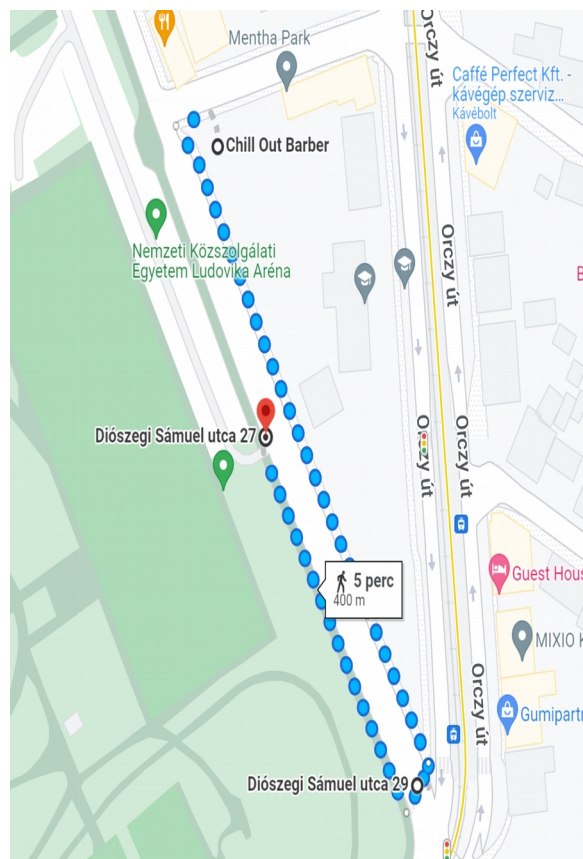 Orczy út
Mentha Park
Caffé Perfect Kft. -
kávégép szerviz...
Kávébolt
Chill Out Barber
Nemzeti Közszolgálati
Egyetem Ludovika Aréna
Orczy út
B
Diószegi Sámuel utca 27
Orczy út
Orczy út
5 perc
400 m
Guest Hous
MIXIO K
Orczy út
Gumipartn
Diószegi Sámuel utca 29